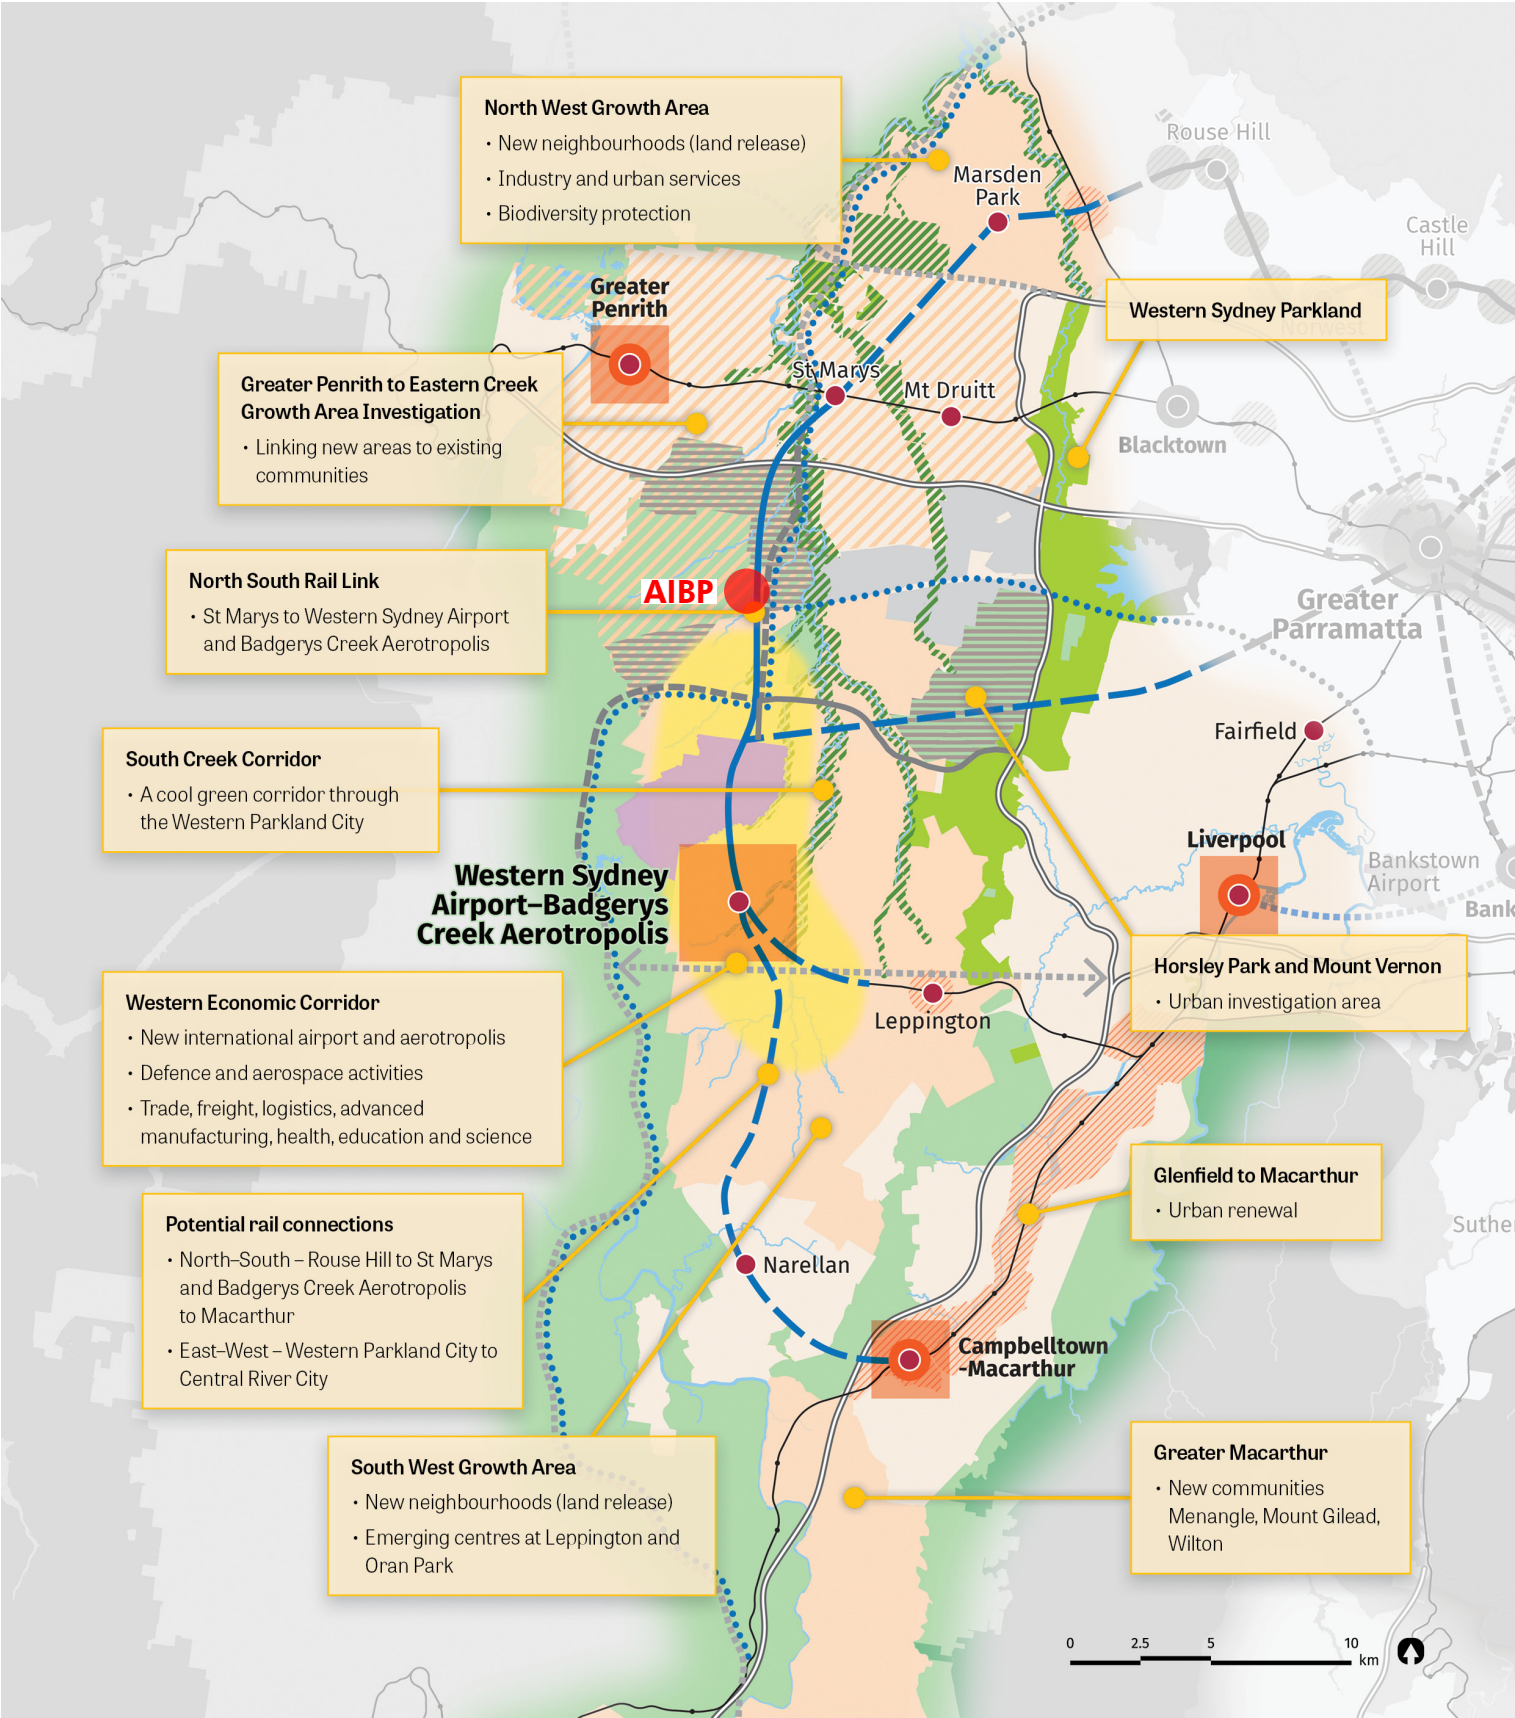 North West Growth Area
• New neighbourhoods (land release)
• Industry and urban services
• Biodiversity protection
Rouse Hill
Marsden
Park
Castle
Hill
Greater
Penrith
Western Sydney Parkland
Norwest
Greater Penrith to Eastern Creek
Growth Area Investigation
• Linking new areas to existing
communities
St Marys
Mt Druitt
Blacktown
North South Rail Link
• St Marys to Western Sydney Airport
and Badgerys Creek Aerotropolis
AIBP
Greater
Parramatta
South Creek Corridor
• A cool green corridor through
the Western Parkland City
Fairfield
Liverpool
Bankstown
Airport
Bank
Western Sydney
Airport–Badgerys
Creek Aerotropolis
Horsley Park and Mount Vernon
• Urban investigation area
Western Economic Corridor
• New international airport and aerotropolis
• Defence and aerospace activities
• Trade, freight, logistics, advanced
manufacturing, health, education and science
Leppington
Glenfield to Macarthur
• Urban renewal
Suther
Potential rail connections
• North–South – Rouse Hill to St Marys
and Badgerys Creek Aerotropolis
to Macarthur
• East–West – Western Parkland City to
Central River City
Narellan
Campbelltown
-Macarthur
South West Growth Area
• New neighbourhoods (land release)
• Emerging centres at Leppington and
Oran Park
Greater Macarthur
• New communities
Menangle, Mount Gilead,
Wilton
0 2.5 5 10
km